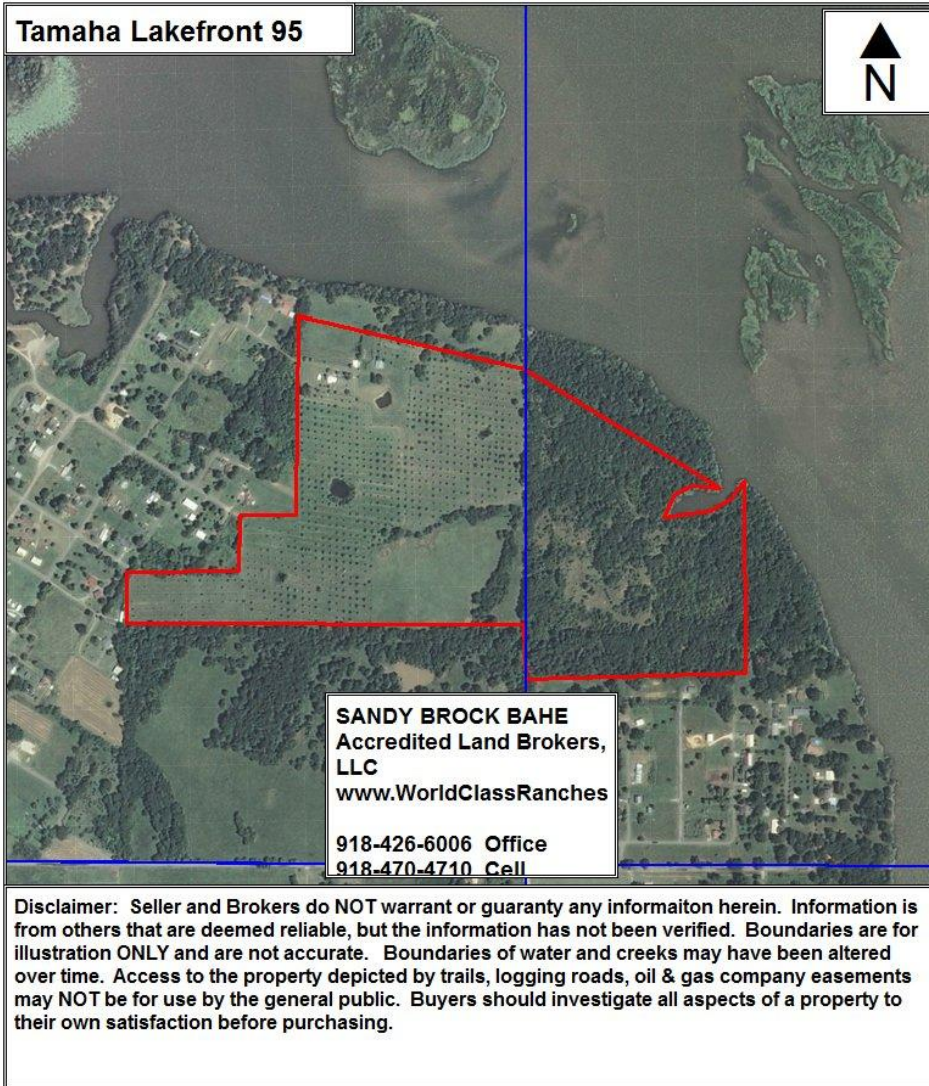 Tamaha Lakefront 95
N
SANDY BROCK BAHE
Accredited Land Brokers,
LLC
www.WorldClassRanches
918-426-6006 Office
918-470-4710 Cell
Disclaimer: Seller and Brokers do NOT warrant or guaranty any informaiton herein. Information is
from others that are deemed reliable, but the information has not been verified. Boundaries are for
illustration ONLY and are not accurate. Boundaries of water and creeks may have been altered
over time. Access to the property depicted by trails, logging roads, oil & gas company easements
may NOT be for use by the general public. Buyers should investigate all aspects of a property to
their own satisfaction before purchasing.